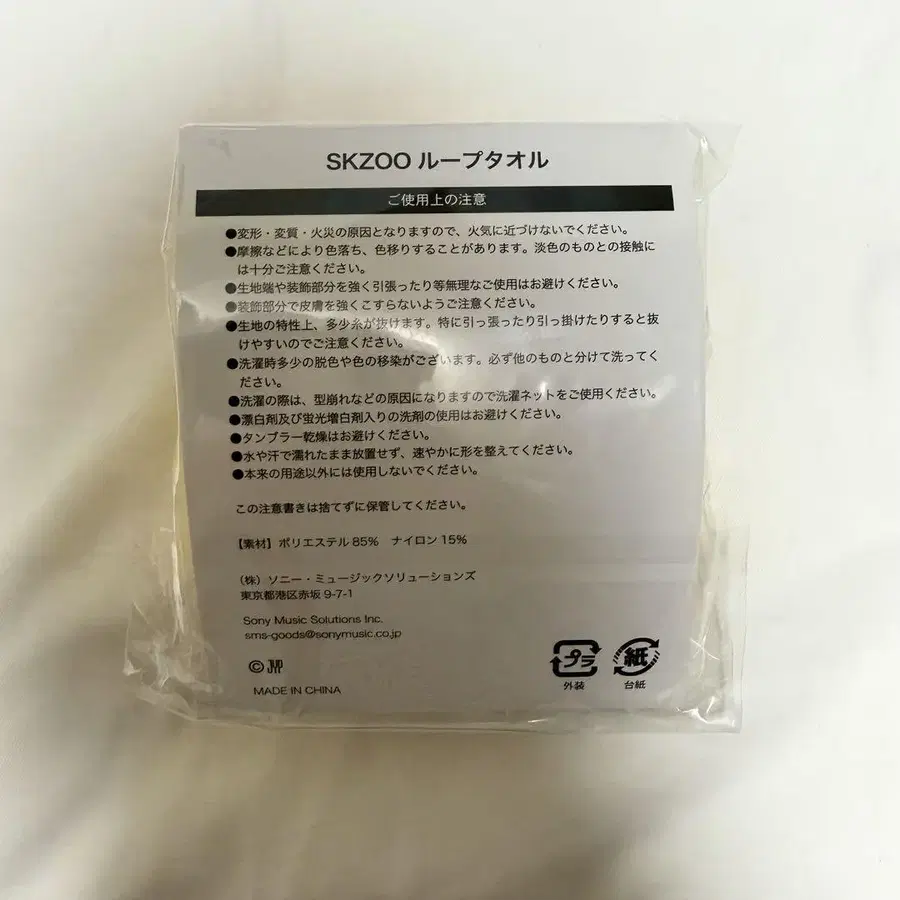 SKZOO ループタオル
ご使用上の注意
●変形・変質・火災の原因となりますので、火気に近づけないでください。
●摩擦などにより色落ち、色移りすることがあります。淡色のものとの接触に
は十分ご注意ください。
●生地端や装飾部分を強く引張ったり等無理なご使用はお避けください。
●装飾部分で皮膚を強くこすらないようご注意ください。
●生地の特性上、多少糸が抜けます。特に引っ張ったり引っ掛けたりすると抜
けやすいのでご注意ください。
●洗濯時多少の脱色や色の移染がございます。必ず他のものと分けて洗ってく
ださい。
●洗濯の際は、型崩れなどの原因になりますので洗濯ネットをご使用ください。
●漂白剤及び蛍光増白剤入りの洗剤の使用はお避けください。
●タンブラー乾燥はお避けください。
●水や汗で濡れたまま放置せず、速やかに形を整えてください。
●本来の用途以外には使用しないでください。
この注意書きは捨てずに保管してください。
【素材】ポリエステル85% ナイロン15%
（株）ソニー・ミュージックソリューションズ
東京都港区赤坂 9-7-1
Sony Music Solutions Inc.
sms-goods@sonymusic.co.jp
© JYP
MADE IN CHINA
プラ
外装
紙
台紙